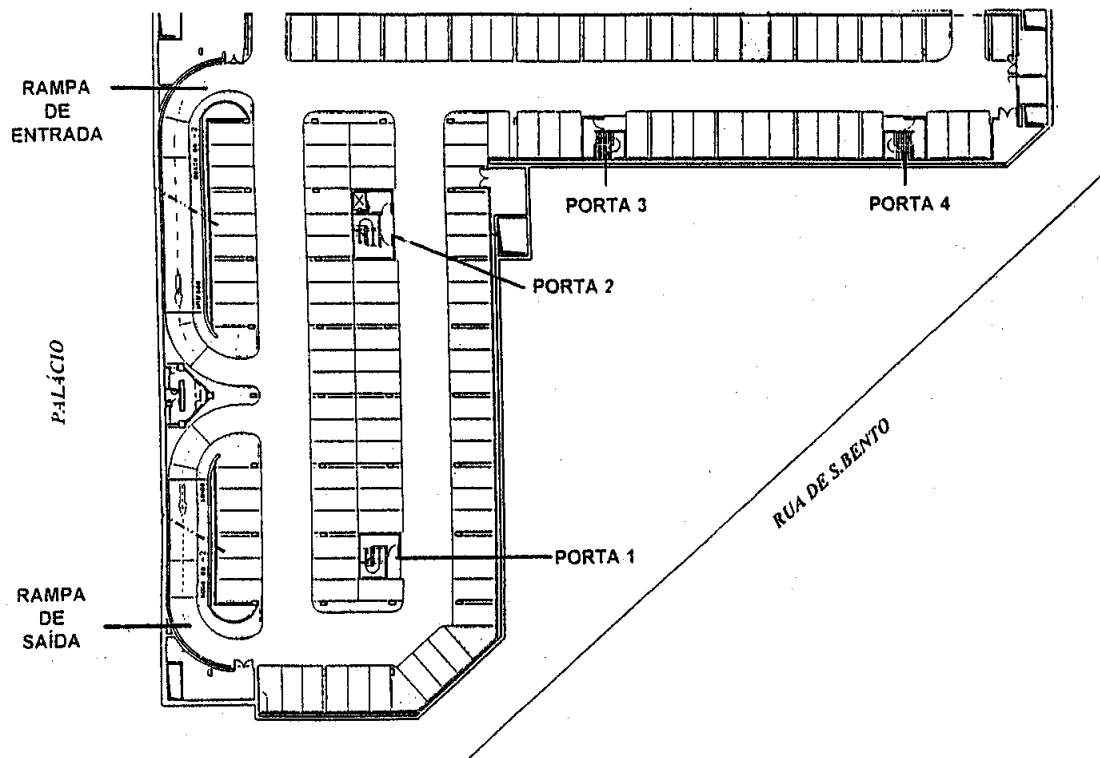 RAMPA
DE
ENTRADA
PORTA 3
PORTA 4
PORTA 2
PALÁCIO
RUA DE S.BENTO
PORTA 1
RAMPA
DE
SAÍDA